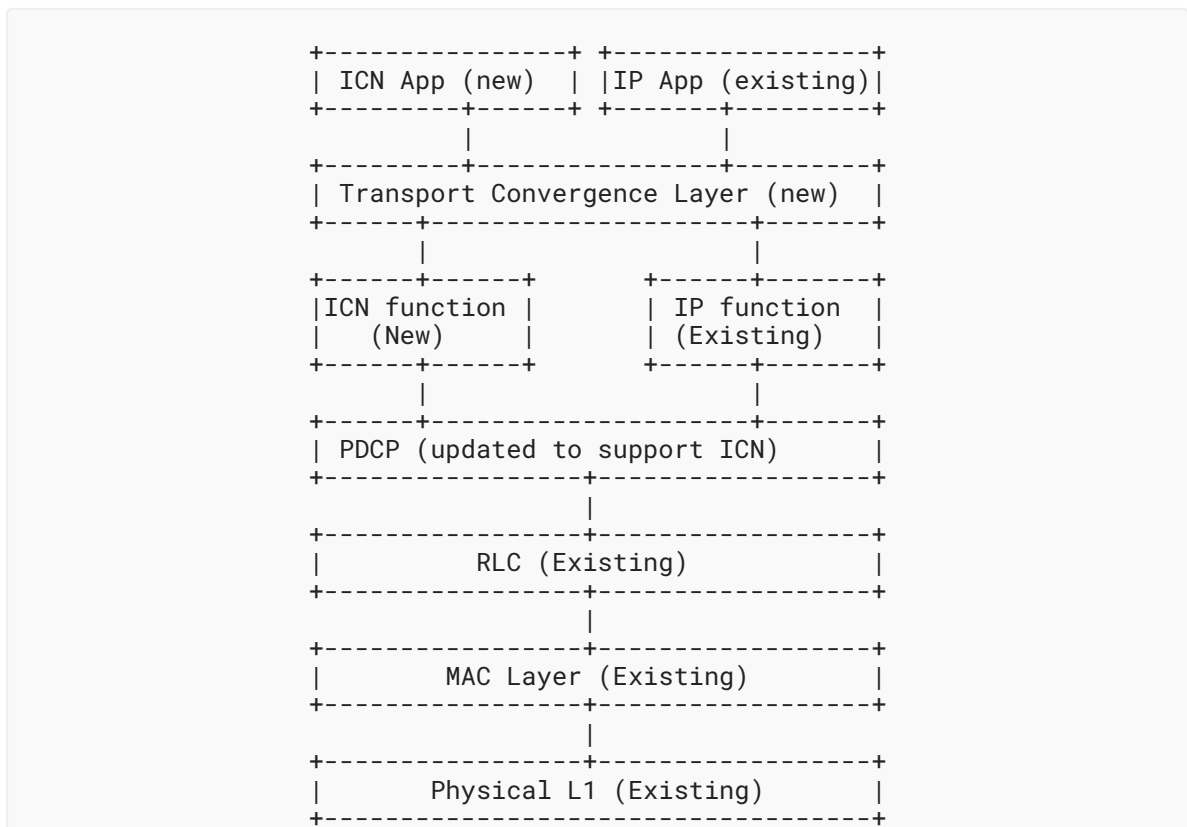 +----------------+ +-----------------+
| ICN App (new)  | |IP App (existing)|
+---------+------+ +-------+---------+
          |                |
+---------+----------------+---------+
| Transport Convergence Layer (new)  |
+------+---------------------+-------+
       |                     |
+------+------+       +------+-------+
|ICN function |       | IP function  |
|   (New)     |       | (Existing)   |
+------+------+       +------+-------+
       |                     |
+------+---------------------+-------+
| PDCP (updated to support ICN)      |
+-----------------+------------------+
                  |
+-----------------+------------------+
|          RLC (Existing)            |
+-----------------+------------------+
                  |
+-----------------+------------------+
|        MAC Layer (Existing)        |
+-----------------+------------------+
                  |
+-----------------+------------------+
|       Physical L1 (Existing)       |
+------------------------------------+